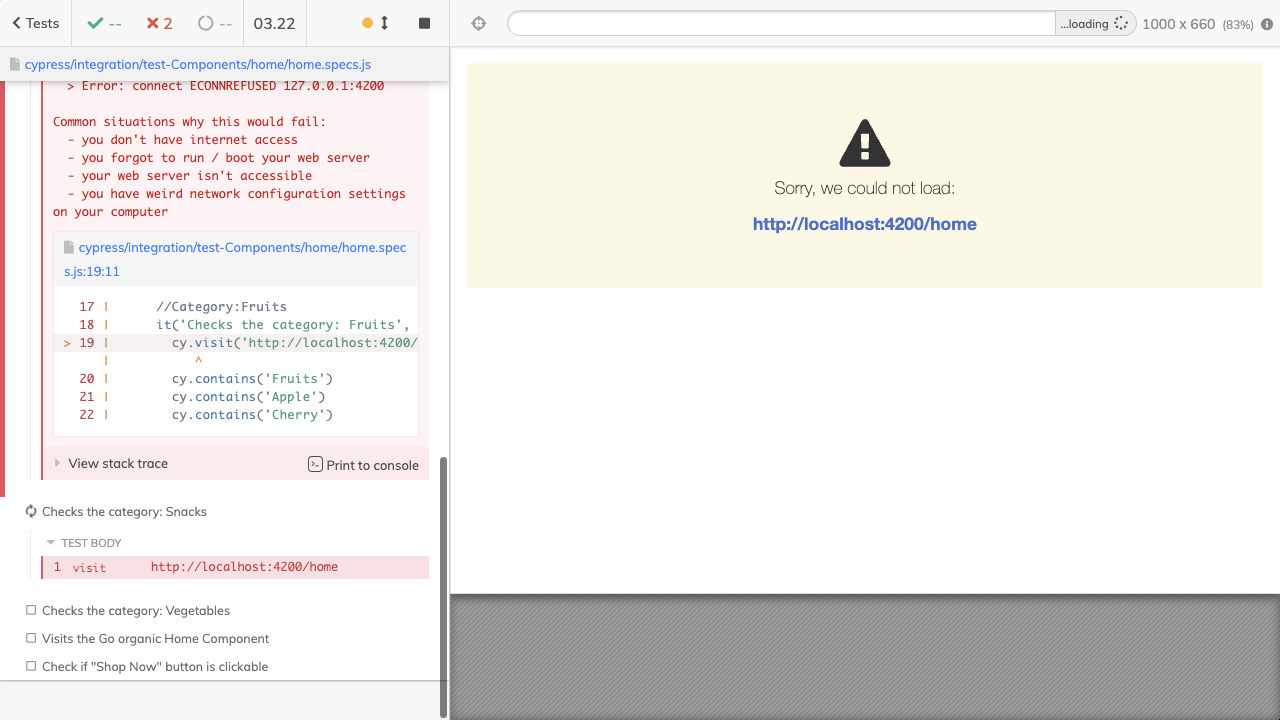 Tests
--
2
--
03.22
...loading
1000 x 660 (83%)
cypress/integration/test-Components/home/home.specs.js
> Error: connect ECONNREFUSED 127.0.0.1:4200
Common situations why this would fail:
- you don't have internet access
- you forgot to run / boot your web server
- your web server isn't accessible
- you have weird network configuration settings
on your computer
cypress/integration/test-Components/home/home.spec
s.js:19:11
17 |       //Category:Fruits
18 |       it('Checks the category: Fruits',
> 19 |         cy.visit('http://localhost:4200/
|            ^
20 |         cy.contains('Fruits')
21 |         cy.contains('Apple')
22 |         cy.contains('Cherry')
View stack trace
Print to console
Checks the category: Snacks
TEST BODY
1 visit http://localhost:4200/home
Checks the category: Vegetables
Visits the Go organic Home Component
Check if "Shop Now" button is clickable
Sorry, we could not load:
http://localhost:4200/home